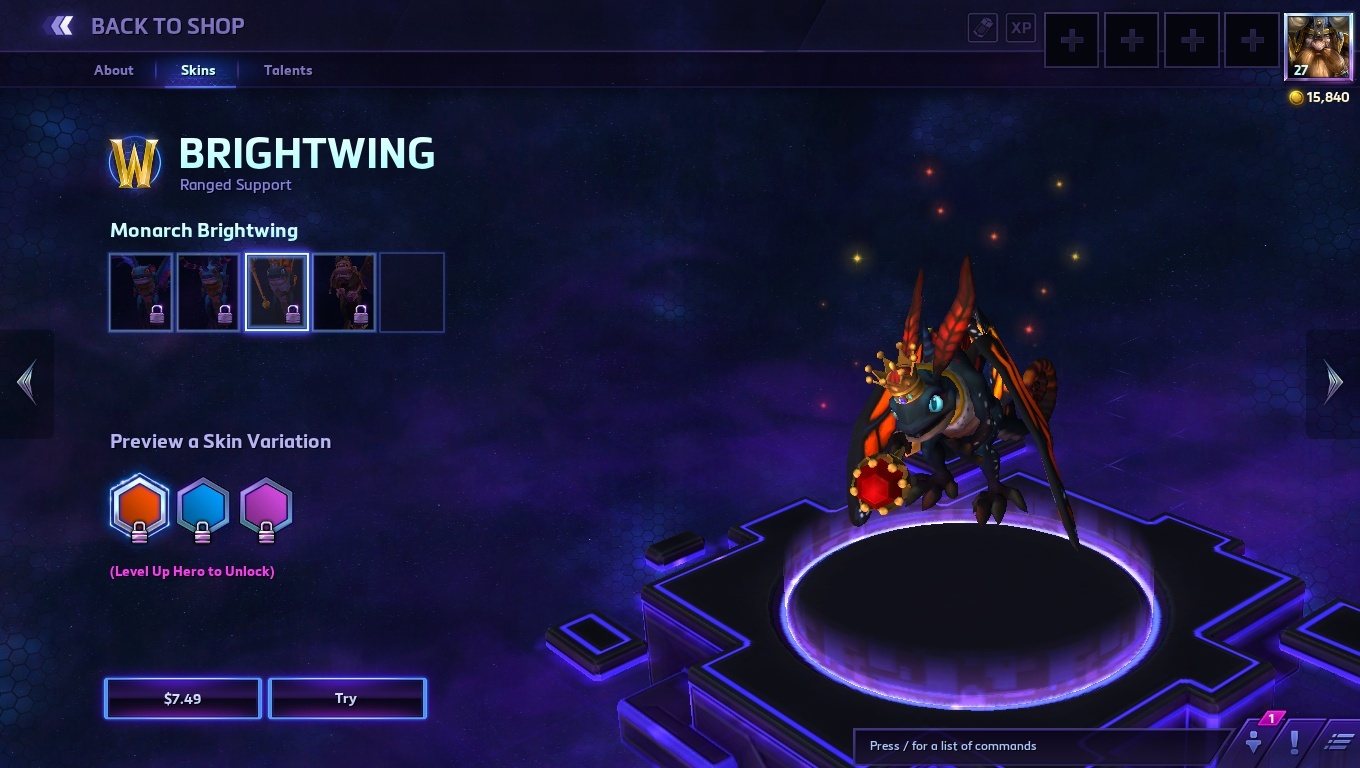 BACK TO SHOP
XP
About
Skins
Talents
27
15,840
W
BRIGHTWING
Ranged Support
Monarch Brightwing
Preview a Skin Variation
(Level Up Hero to Unlock)
$7.49
Try
1
Press / for a list of commands